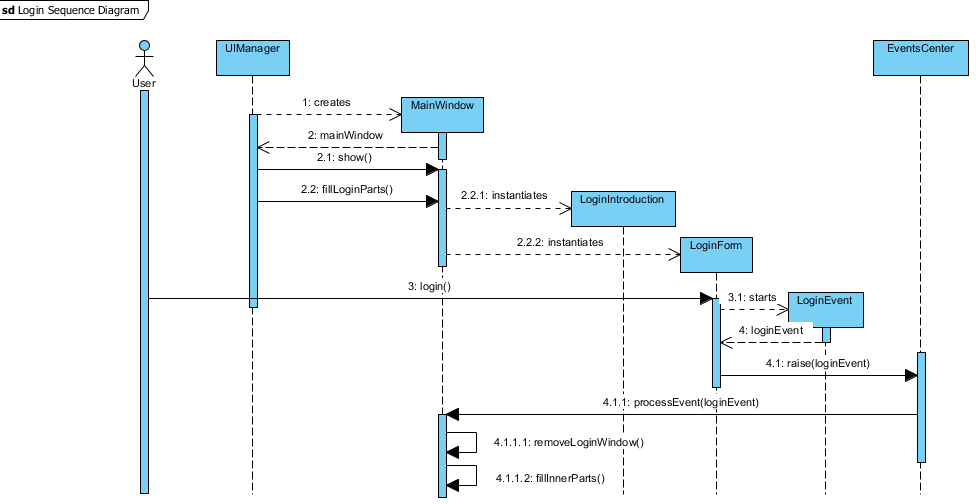 sd Login Sequence Diagram
User
UIManager
EventsCenter
1: creates
MainWindow
2: mainWindow
2.1: show()
2.2: fillLoginParts()
2.2.1: instantiates
LoginIntroduction
2.2.2: instantiates
LoginForm
3: login()
3.1: starts
LoginEvent
4: loginEvent
4.1: raise(loginEvent)
4.1.1: processEvent(loginEvent)
4.1.1.1: removeLoginWindow()
4.1.1.2: fillInnerParts()